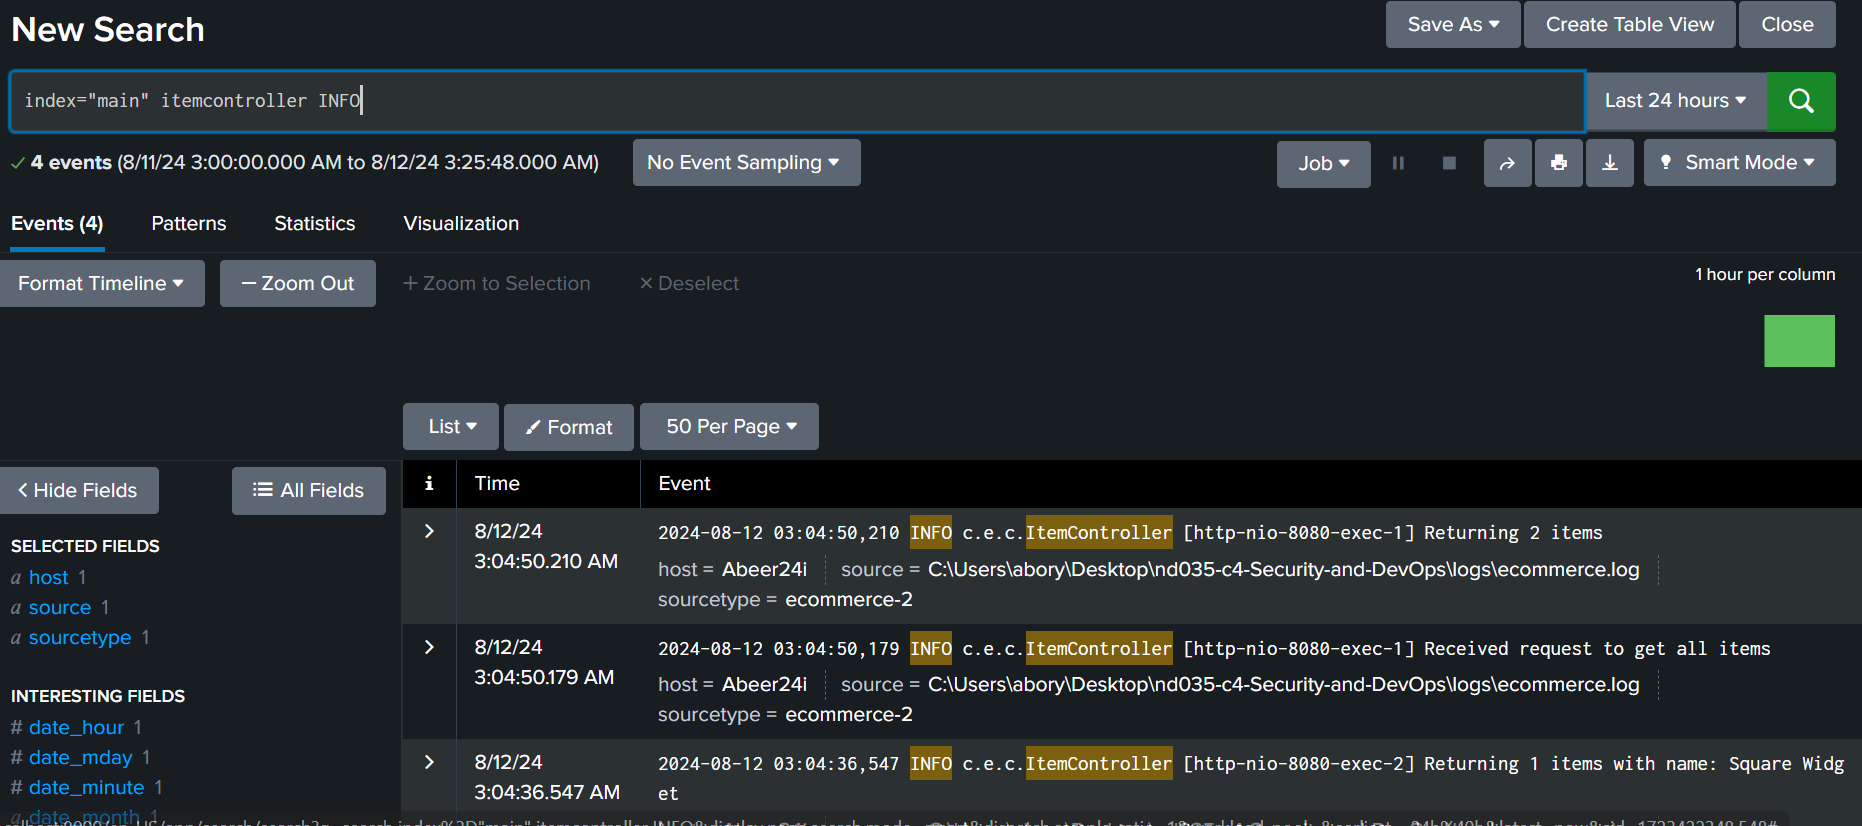 New Search
Save As
Create Table View
Close
index="main" itemcontroller INFO
Last 24 hours
4 events (8/11/24 3:00:00.000 AM to 8/12/24 3:25:48.000 AM)
No Event Sampling
Job
Smart Mode
Events (4)
Patterns
Statistics
Visualization
Format Timeline
— Zoom Out
+ Zoom to Selection
× Deselect
1 hour per column
List
Format
50 Per Page
< Hide Fields
All Fields
i
Time
Event
SELECTED FIELDS
a host 1
a source 1
a sourcetype 1
INTERESTING FIELDS
# date_hour 1
# date_mday 1
# date_minute 1
a date_month 1
8/12/24
3:04:50.210 AM
2024-08-12 03:04:50,210 INFO c.e.c.ItemController [http-nio-8080-exec-1] Returning 2 items
host = Abeer24i
source = C:\Users\abory\Desktop\nd035-c4-Security-and-DevOps\logs\ecommerce.log
sourcetype = ecommerce-2
8/12/24
3:04:50.179 AM
2024-08-12 03:04:50,179 INFO c.e.c.ItemController [http-nio-8080-exec-1] Received request to get all items
host = Abeer24i
source = C:\Users\abory\Desktop\nd035-c4-Security-and-DevOps\logs\ecommerce.log
sourcetype = ecommerce-2
8/12/24
3:04:36.547 AM
2024-08-12 03:04:36,547 INFO c.e.c.ItemController [http-nio-8080-exec-2] Returning 1 items with name: Square Widg
et